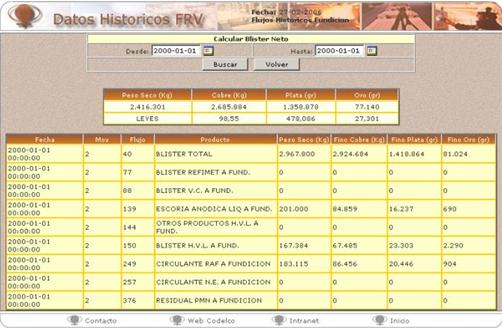 Datos Historicos FRV
Fecha: 27-02-2006
Flujos Historicos Fundicion
Calcular Blister Neto
Desde: 2000-01-01 Hasta: 2000-01-01
Buscar Volver
Peso Seco (Kg) Cobre (Kg) Plata (gr) Oro (gr)
2.416.301 2.685.884 1.358.878 77.140
LEYES 98,55 478,086 27,301
Fecha Mov Flujo Producto Peso Seco (Kg) Fino Cobre (Kg) Fino Plata (gr) Fino Oro (gr)
2000-01-01 00:00:00 2 40 BLISTER TOTAL 2.967.800 2.924.684 1.418.864 81.024
2000-01-01 00:00:00 2 77 BLISTER REFIMET A FUND. 0 0 0 0
2000-01-01 00:00:00 2 88 BLISTER V.C. A FUND. 0 0 0 0
2000-01-01 00:00:00 2 139 ESCORIA ANODICA LIQ A FUND. 201.000 84.859 16.237 690
2000-01-01 00:00:00 2 144 OTROS PRODUCTOS H.V.L. A FUND. 0 0 0 0
2000-01-01 00:00:00 2 150 BLISTER H.V.L. A FUND. 167.384 67.485 23.303 2.290
2000-01-01 00:00:00 2 249 CIRCULANTE RAF A FUNDICION 183.115 86.456 20.446 904
2000-01-01 00:00:00 2 257 CIRCULANTE N.E. A FUNDICION 0 0 0 0
2000-01-01 00:00:00 2 376 RESIDUAL PMN A FUNDICION 0 0 0 0
Contacto Web Codelco Intranet Inicio